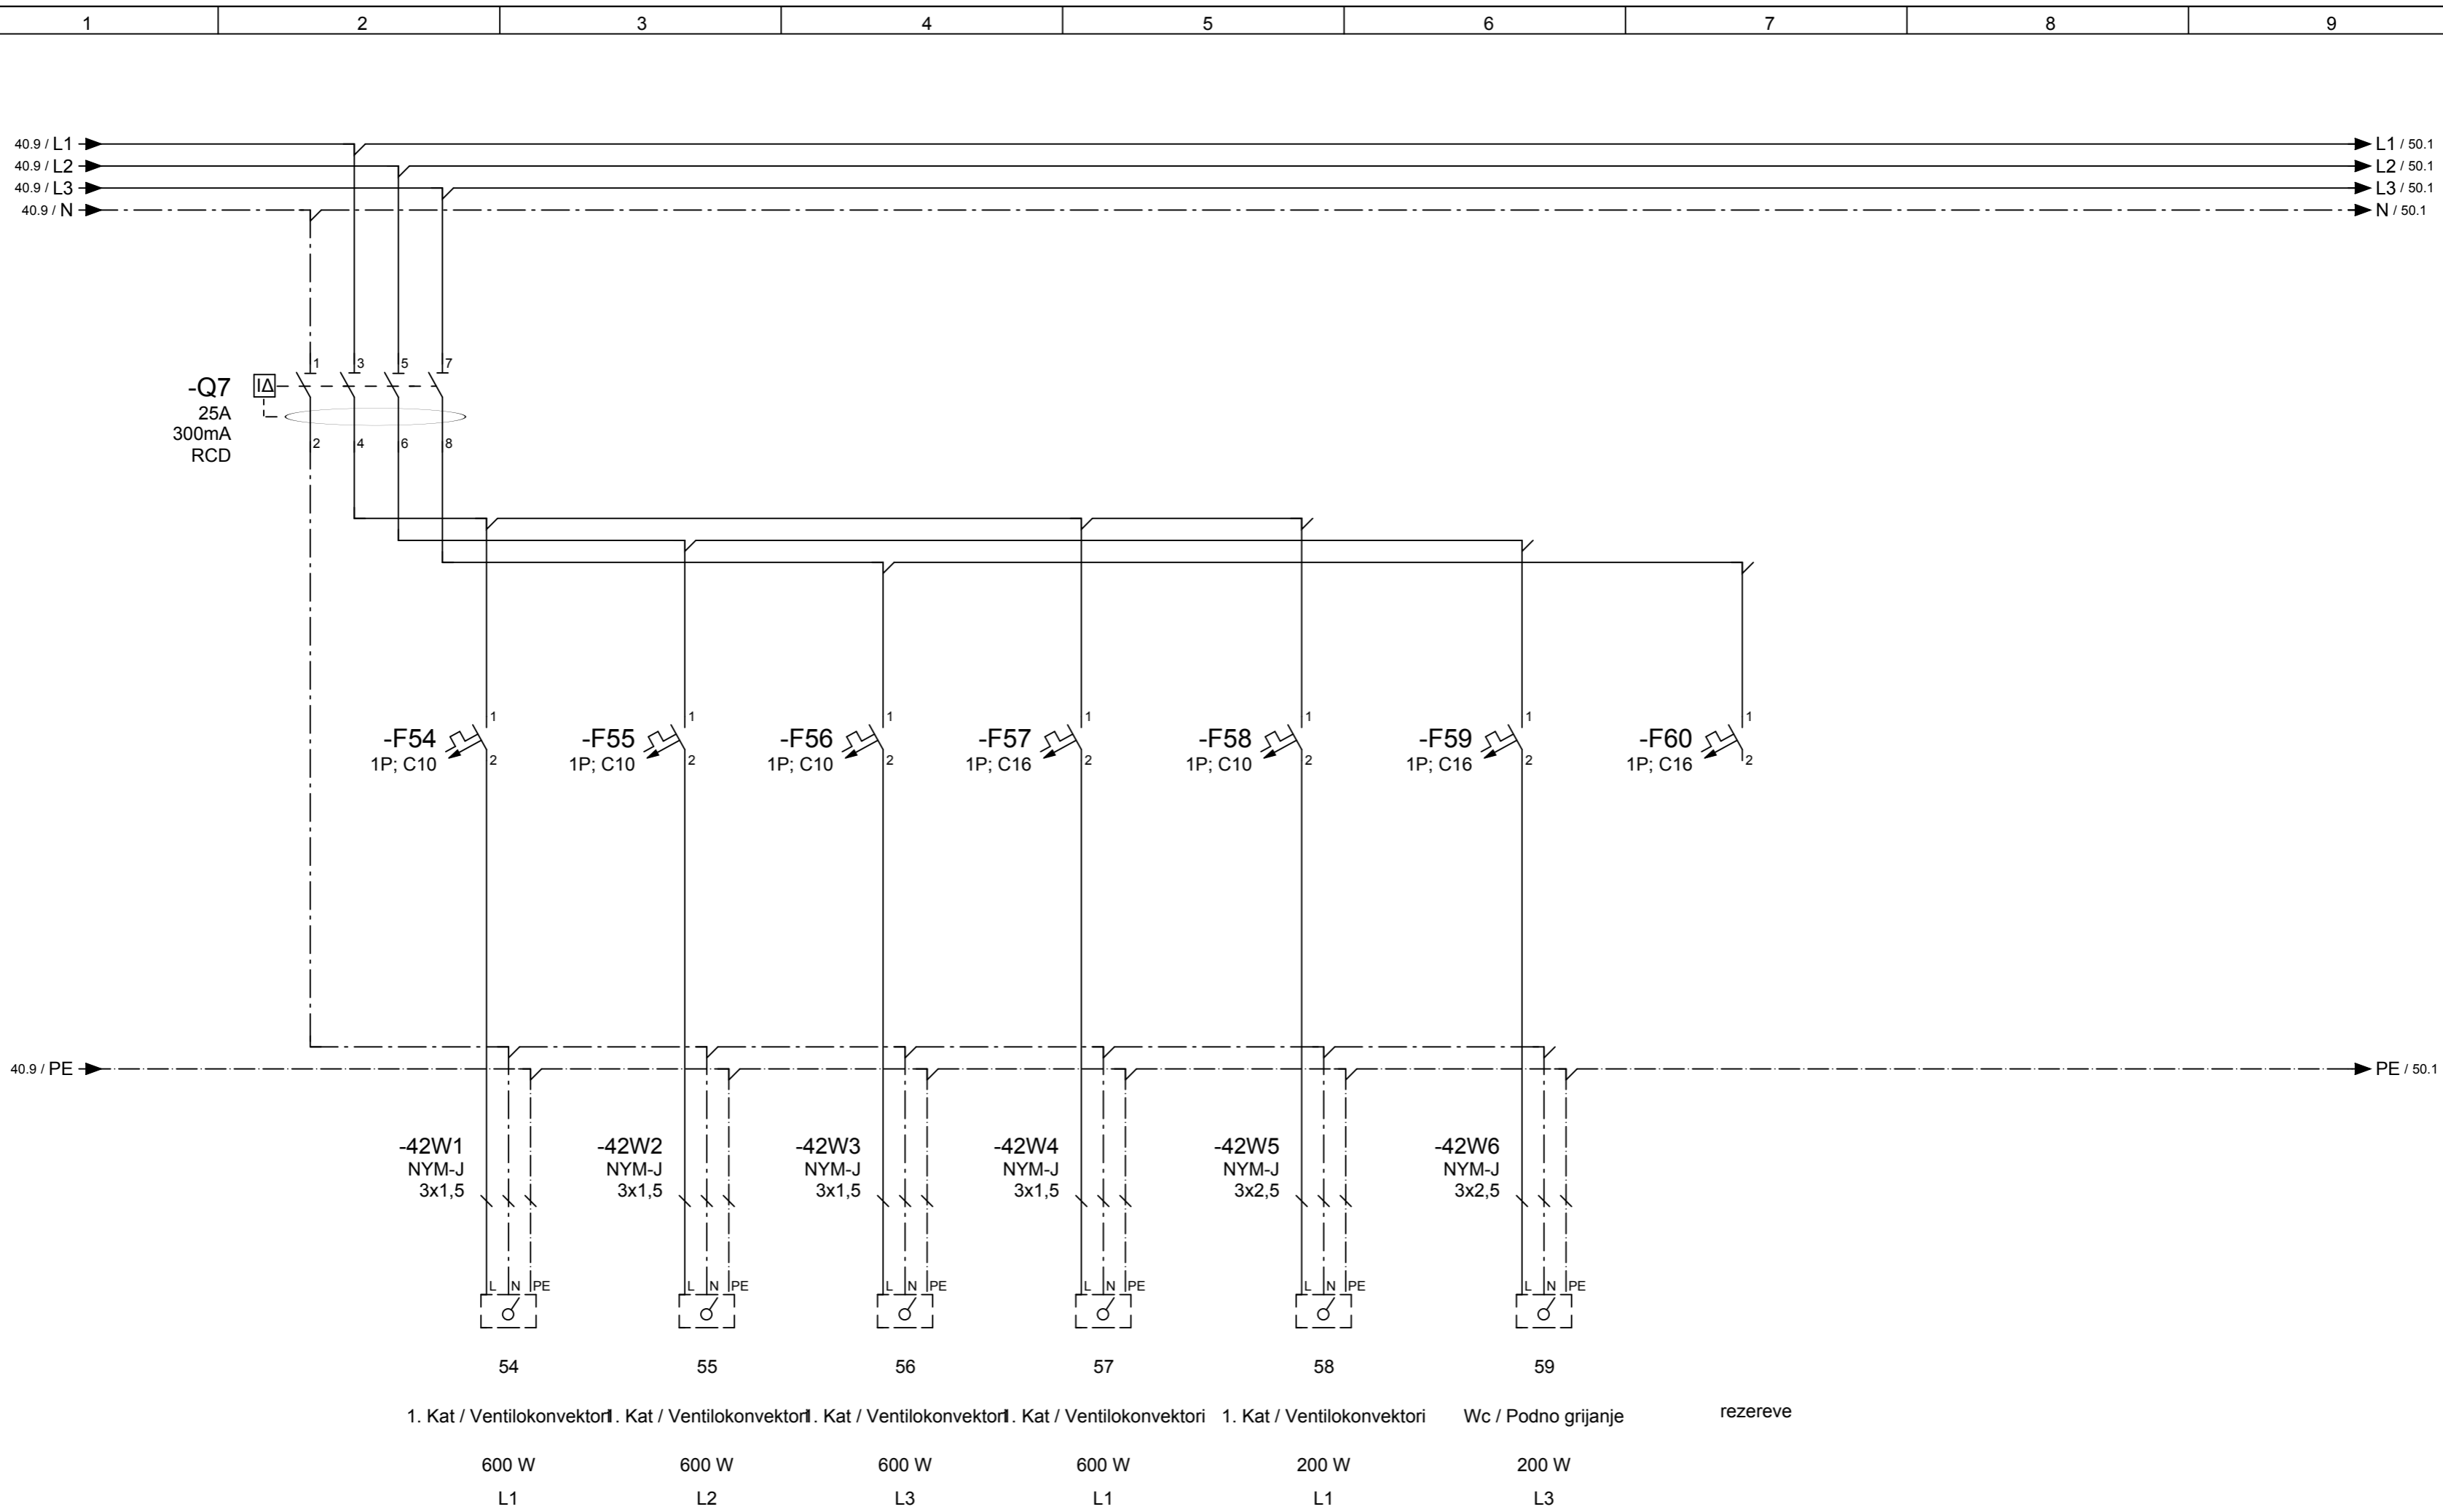 1 2 3 4 5 6 7 8 9
40.9 / L1 L1 / 50.1
40.9 / L2 L2 / 50.1
40.9 / L3 L3 / 50.1
40.9 / N N / 50.1
1 3 5 7
-Q7 I∆
25A
300mA
2 4 6 8
RCD
1 1 1 1 1 1 1
-F54 -F55 -F56 -F57 -F58 -F59 -F60
1P; C10 2 1P; C10 2 1P; C10 2 1P; C16 2 1P; C10 2 1P; C16 2 1P; C16 2
40.9 / PE PE / 50.1
-42W1 -42W2 -42W3 -42W4 -42W5 -42W6
NYM-J NYM-J NYM-J NYM-J NYM-J NYM-J
3x1,5 3x1,5 3x1,5 3x1,5 3x2,5 3x2,5
L N PE L N PE L N PE L N PE L N PE L N PE
54 55 56 57 58 59
1. Kat / Ventilokonvektori 1. Kat / Ventilokonvektori 1. Kat / Ventilokonvektori 1. Kat / Ventilokonvektori 1. Kat / Ventilokonvektori Wc / Podno grijanje rezereve
600 W 600 W 600 W 600 W 200 W 200 W
L1 L2 L3 L1 L1 L3